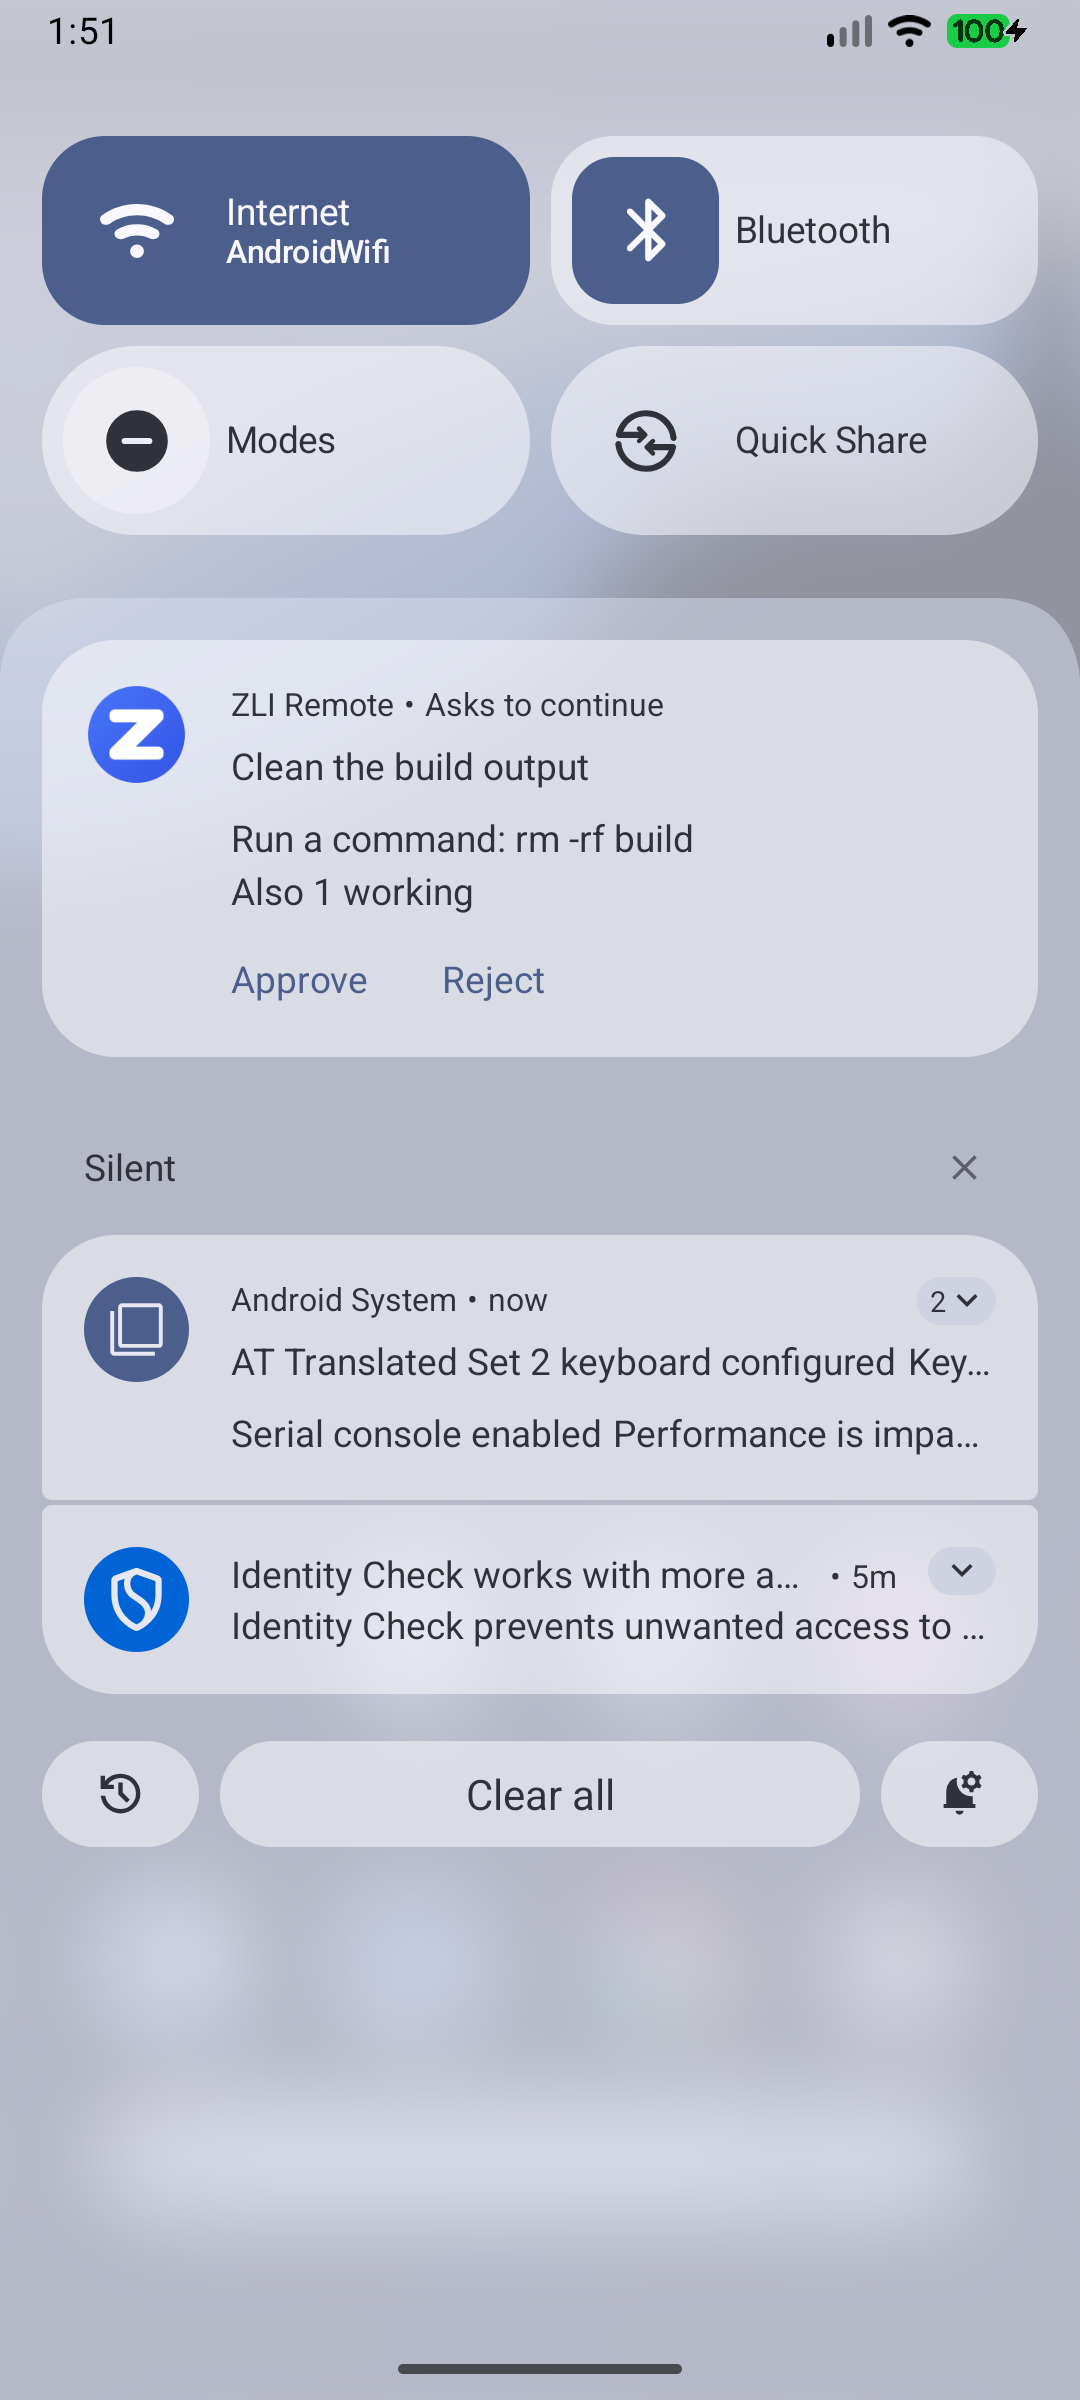 1:51
100
Internet
AndroidWifi
Bluetooth
Modes
Quick Share
ZLI Remote • Asks to continue
Clean the build output
Run a command: rm -rf build
Also 1 working
Approve Reject
Silent
Android System • now
2
AT Translated Set 2 keyboard configured Key…
Serial console enabled Performance is impa…
Identity Check works with more a… • 5m
Identity Check prevents unwanted access to …
Clear all